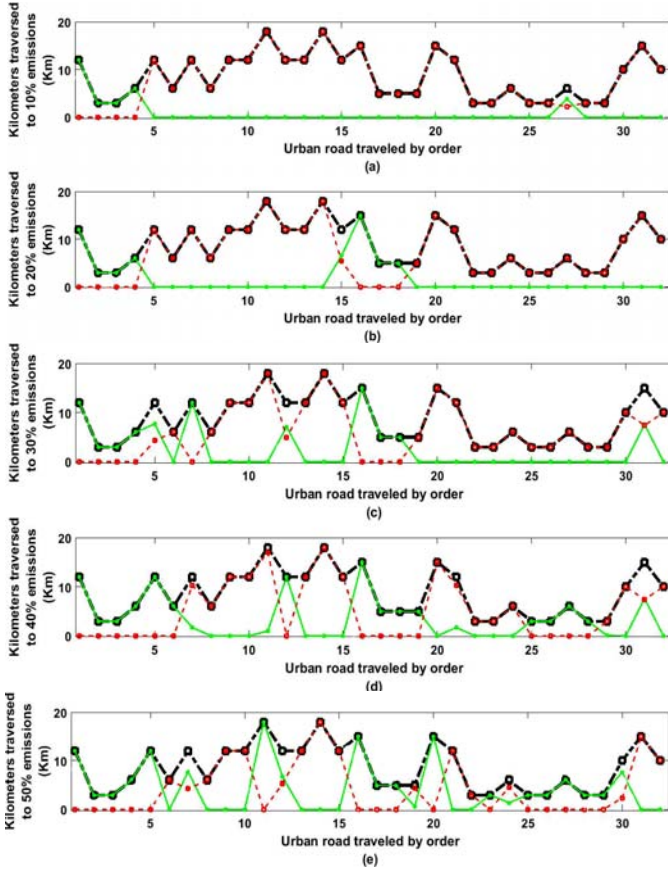 Kilometers traversed
to 10% emissions
(Km)
20
10
0
5 10 15 20 25 30
Urban road traveled by order
(a)
Kilometers traversed
to 20% emissions
(Km)
20
10
0
5 10 15 20 25 30
Urban road traveled by order
(b)
Kilometers traversed
to 30% emissions
(Km)
20
10
0
5 10 15 20 25 30
Urban road traveled by order
(c)
Kilometers traversed
to 40% emissions
(Km)
20
10
0
5 10 15 20 25 30
Urban road traveled by order
(d)
Kilometers traversed
to 50% emissions
(Km)
20
10
0
5 10 15 20 25 30
Urban road traveled by order
(e)